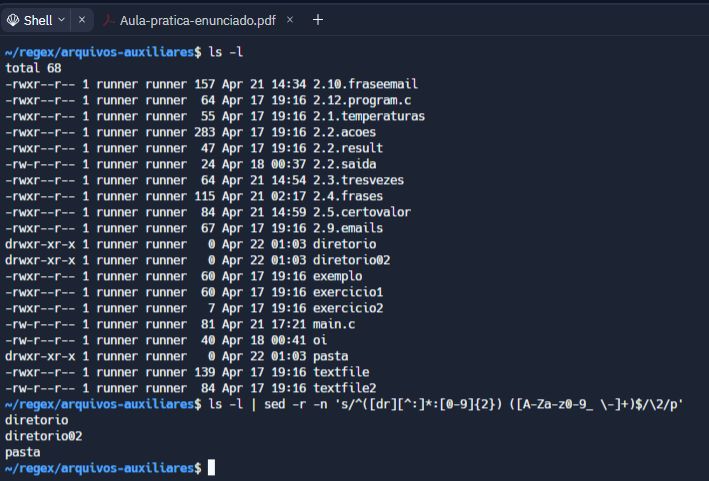 Shell × Aula-pratica-enunciado.pdf × +
~/regex/arquivos-auxiliares$ ls -l
total 68
-rwxr--r-- 1 runner runner 157 Apr 21 14:34 2.10.fraseemail
-rwxr--r-- 1 runner runner  64 Apr 17 19:16 2.12.program.c
-rwxr--r-- 1 runner runner  55 Apr 17 19:16 2.1.temperaturas
-rwxr--r-- 1 runner runner 283 Apr 17 19:16 2.2.acoes
-rwxr--r-- 1 runner runner  47 Apr 17 19:16 2.2.result
-rw-r--r-- 1 runner runner  24 Apr 18 00:37 2.2.saida
-rwxr--r-- 1 runner runner  64 Apr 21 14:54 2.3.tresvezes
-rwxr--r-- 1 runner runner 115 Apr 21 02:17 2.4.frases
-rwxr--r-- 1 runner runner  84 Apr 21 14:59 2.5.certovalor
-rwxr--r-- 1 runner runner  67 Apr 17 19:16 2.9.emails
drwxr-xr-x 1 runner runner   0 Apr 22 01:03 diretorio
drwxr-xr-x 1 runner runner   0 Apr 22 01:03 diretorio02
-rwxr--r-- 1 runner runner  60 Apr 17 19:16 exemplo
-rwxr--r-- 1 runner runner  60 Apr 17 19:16 exercicio1
-rwxr--r-- 1 runner runner   7 Apr 17 19:16 exercicio2
-rw-r--r-- 1 runner runner  81 Apr 21 17:21 main.c
-rw-r--r-- 1 runner runner  40 Apr 18 00:41 oi
drwxr-xr-x 1 runner runner   0 Apr 22 01:03 pasta
-rwxr--r-- 1 runner runner 139 Apr 17 19:16 textfile
-rw-r--r-- 1 runner runner  84 Apr 17 19:16 textfile2
~/regex/arquivos-auxiliares$ ls -l | sed -r -n 's/^([dr][^:]*:[0-9]{2}) ([A-Za-z0-9_ \-]+)$/\2/p'
diretorio
diretorio02
pasta
~/regex/arquivos-auxiliares$